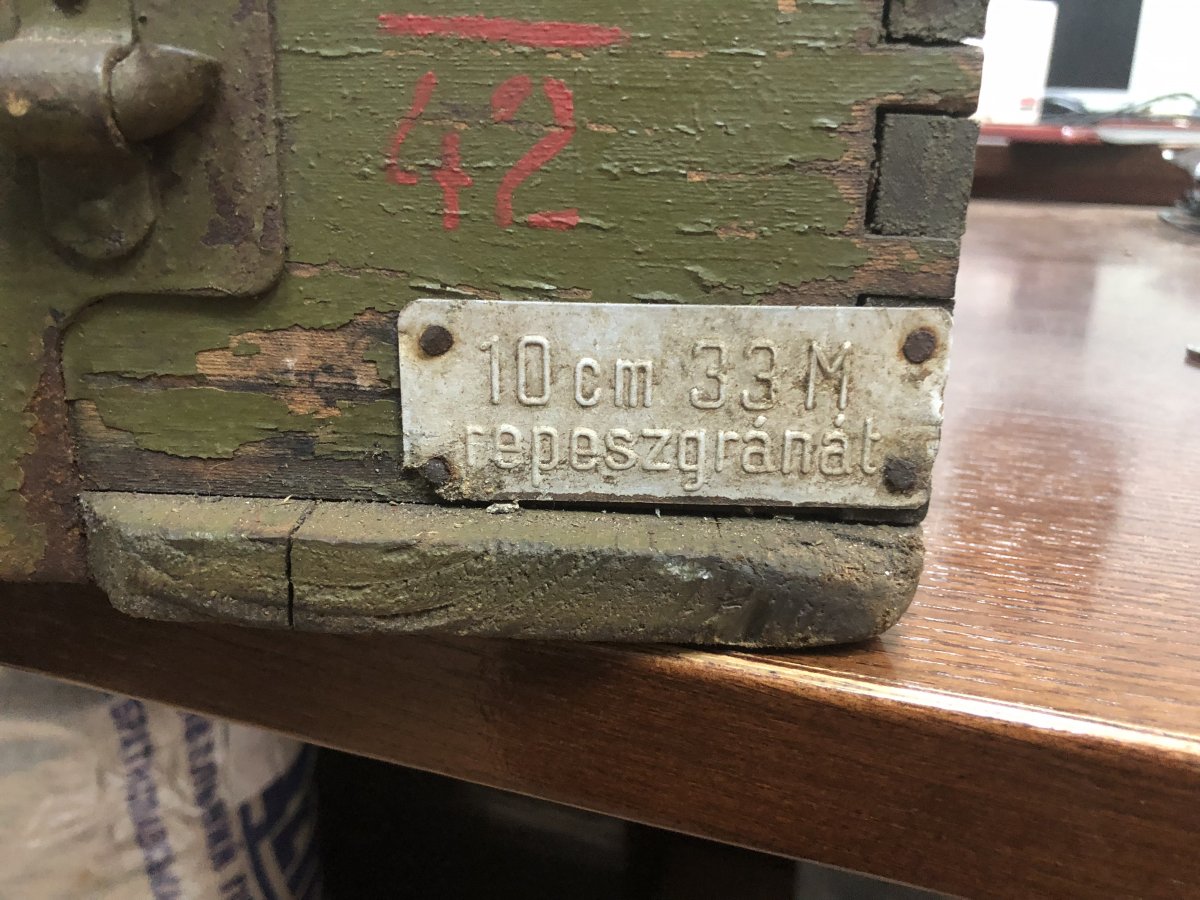 42
10 cm 33 M
repeszgránát